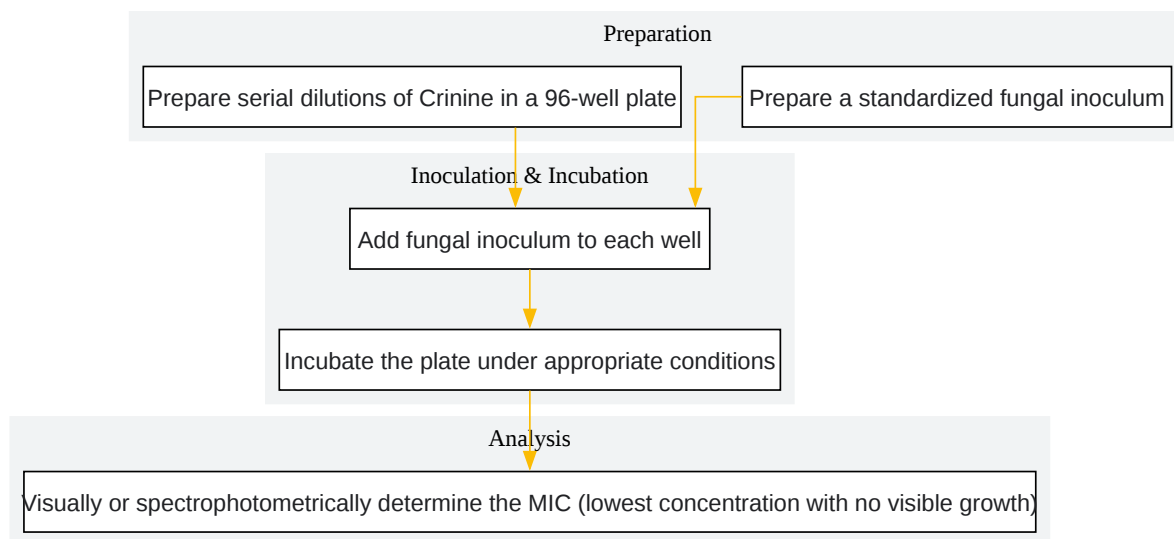 Preparation
Prepare serial dilutions of Crinine in a 96-well plate
Prepare a standardized fungal inoculum
Inoculation & Incubation
Add fungal inoculum to each well
Incubate the plate under appropriate conditions
Analysis
Visually or spectrophotometrically determine the MIC (lowest concentration with no visible growth)